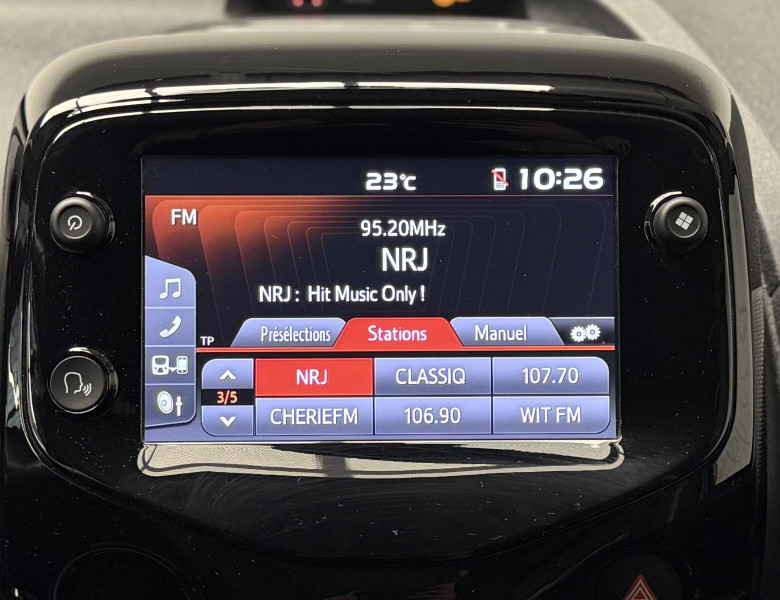 23°C 10:26
FM
95.20MHz
NRJ
NRJ : Hit Music Only !
TP Présélections Stations Manuel
NRJ CLASSIQ 107.70
3/5
CHERIEFM 106.90 WIT FM